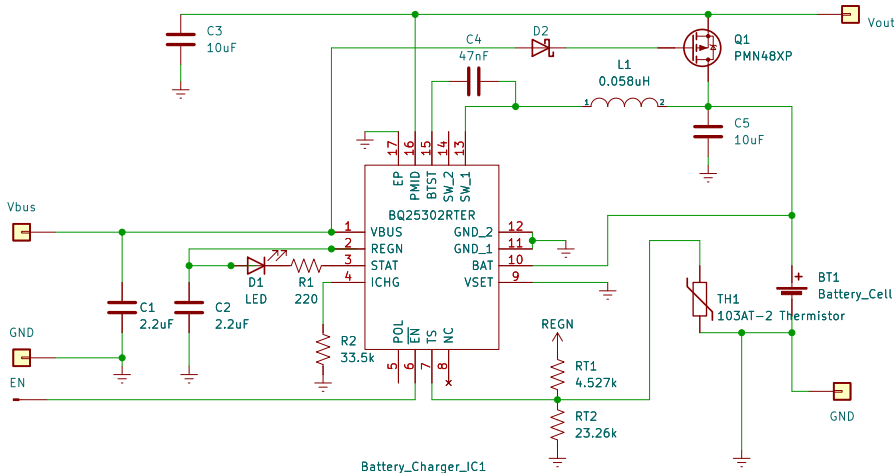 C3
10uF
C4
47nF
D2
Q1
PMN48XP
Vout
L1
0.058uH
1
2
C5
10uF
17
16
15
14
13
EP
PMID
BTST
SW_2
SW_1
BQ25302RTER
Vbus
1
VBUS
2
REGN
3
STAT
4
ICHG
GND_2
12
GND_1
11
BAT
10
VSET
9
D1
LED
R1
220
C1
2.2uF
C2
2.2uF
GND
EN
R2
33.5k
POL
EN
TS
NC
5
6
7
8
REGN
RT1
4.527k
RT2
23.26k
TH1
103AT-2 Thermistor
+
BT1
Battery_Cell
GND
Battery_Charger_IC1